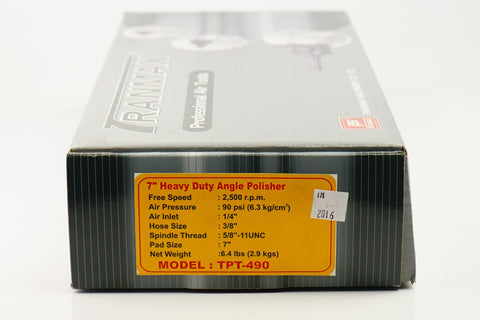 TRANMAX
Professional Air Tools
7" Heavy Duty Angle Polisher
Free Speed : 2,500 r.p.m.
Air Pressure : 90 psi (6.3 kg/cm²)
Air Inlet : 1/4"
Hose Size : 3/8"
Spindle Thread : 5/8"-11UNC
Pad Size : 7"
Net Weight : 6.4 lbs (2.9 kgs)
MODEL : TPT-490
2016